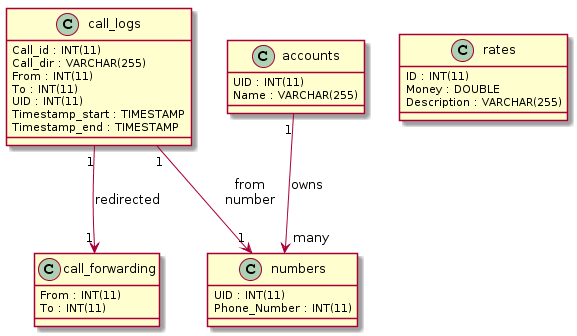 C call_logs
Call_id : INT(11)
Call_dir : VARCHAR(255)
From : INT(11)
To : INT(11)
UID : INT(11)
Timestamp_start : TIMESTAMP
Timestamp_end : TIMESTAMP
C accounts
UID : INT(11)
Name : VARCHAR(255)
C rates
ID : INT(11)
Money : DOUBLE
Description : VARCHAR(255)
1
1
1
redirected
from
number
owns
1
1
many
C call_forwarding
From : INT(11)
To : INT(11)
C numbers
UID : INT(11)
Phone_Number : INT(11)